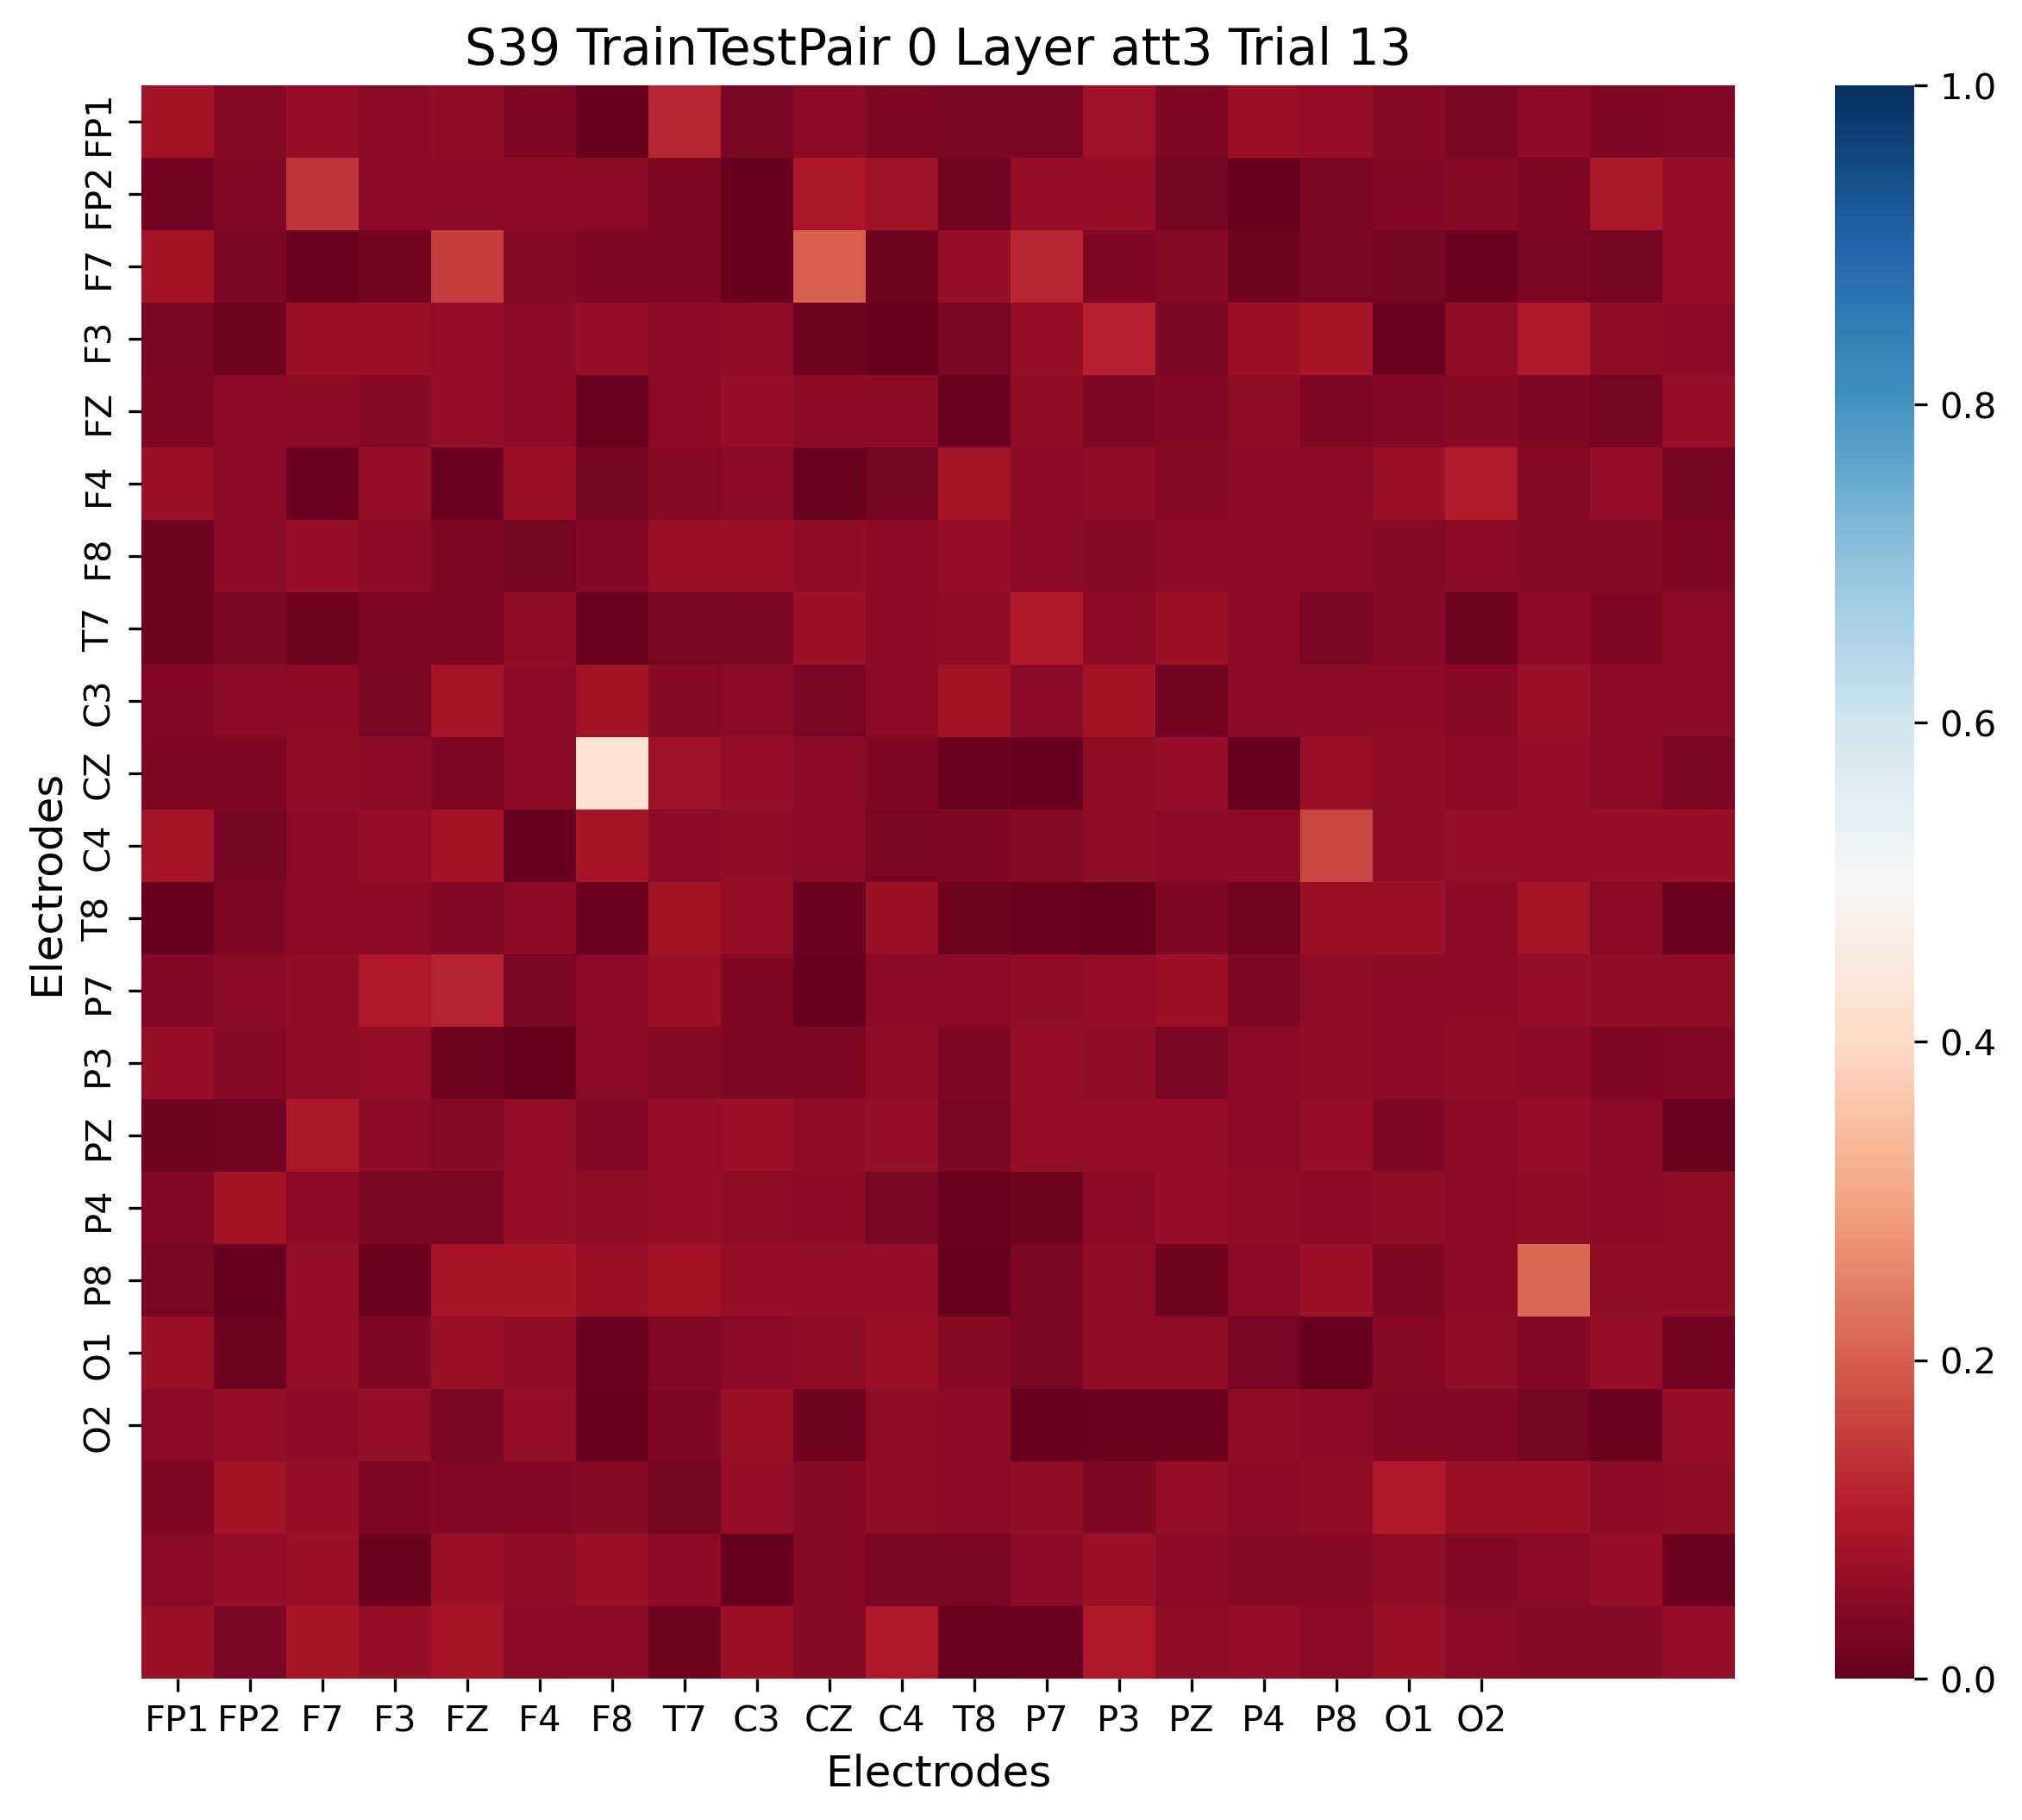 S39 TrainTestPair 0 Layer att3 Trial 13
Electrodes
FP1
FP2
F7
F3
FZ
F4
F8
T7
C3
CZ
C4
T8
P7
P3
PZ
P4
P8
O1
O2
FP1 FP2 F7 F3 FZ F4 F8 T7 C3 CZ C4 T8 P7 P3 PZ P4 P8 O1 O2
Electrodes
1.0
0.8
0.6
0.4
0.2
0.0